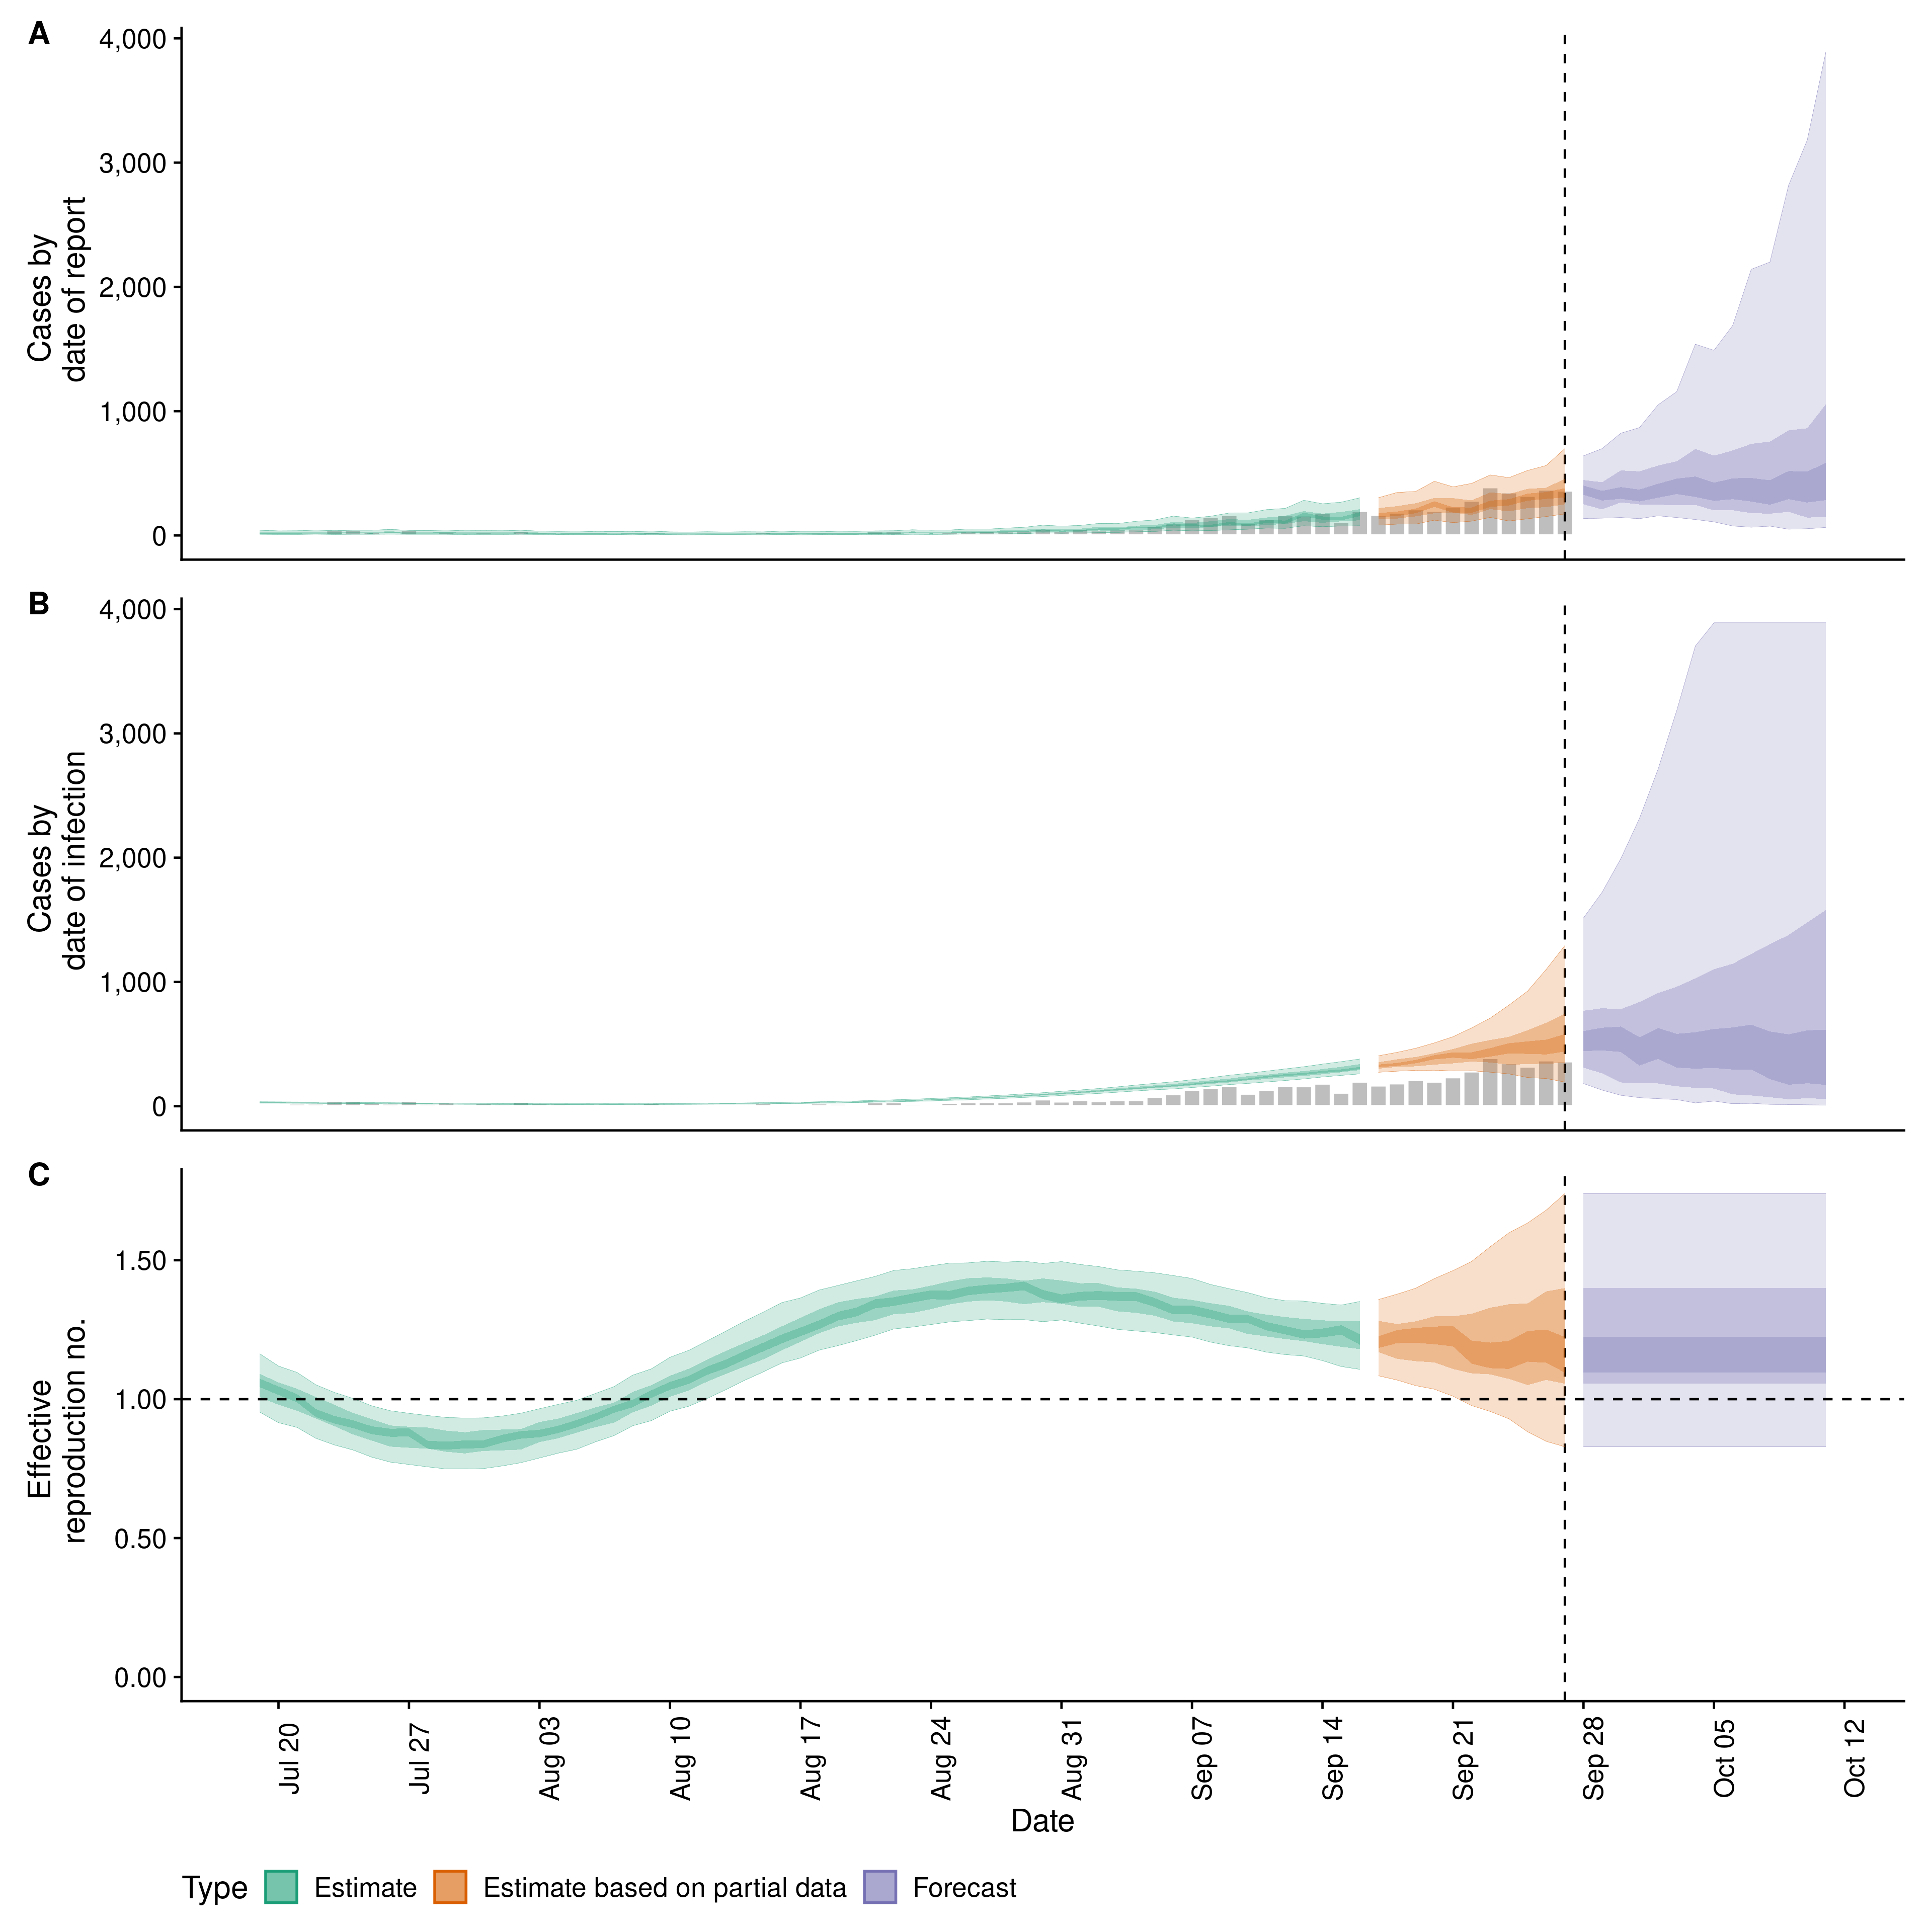 A
4,000
3,000
2,000
1,000
0
Cases by
date of report
B
4,000
3,000
2,000
1,000
0
Cases by
date of infection
C
1.50
1.00
0.50
0.00
Effective
reproduction no.
Jul 20
Jul 27
Aug 03
Aug 10
Aug 17
Aug 24
Aug 31
Sep 07
Sep 14
Sep 21
Sep 28
Oct 05
Oct 12
Date
Type Estimate Estimate based on partial data Forecast